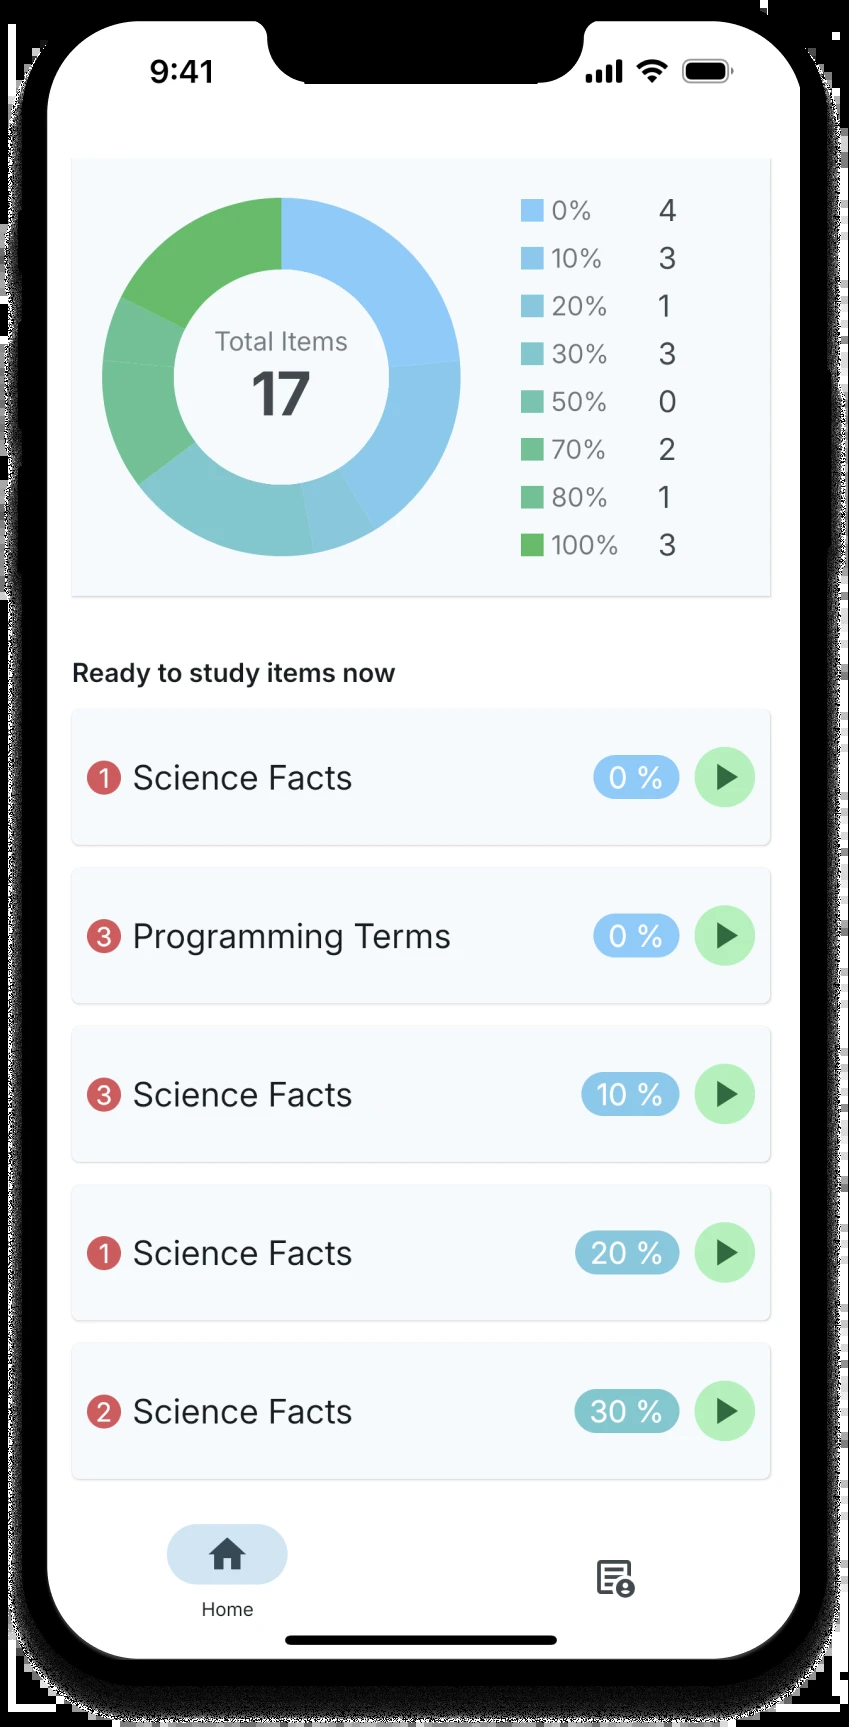 9:41
0% 4
10% 3
20% 1
30% 3
50% 0
70% 2
80% 1
100% 3
Total Items
17
Ready to study items now
1 Science Facts 0 %
3 Programming Terms 0 %
3 Science Facts 10 %
1 Science Facts 20 %
2 Science Facts 30 %
Home